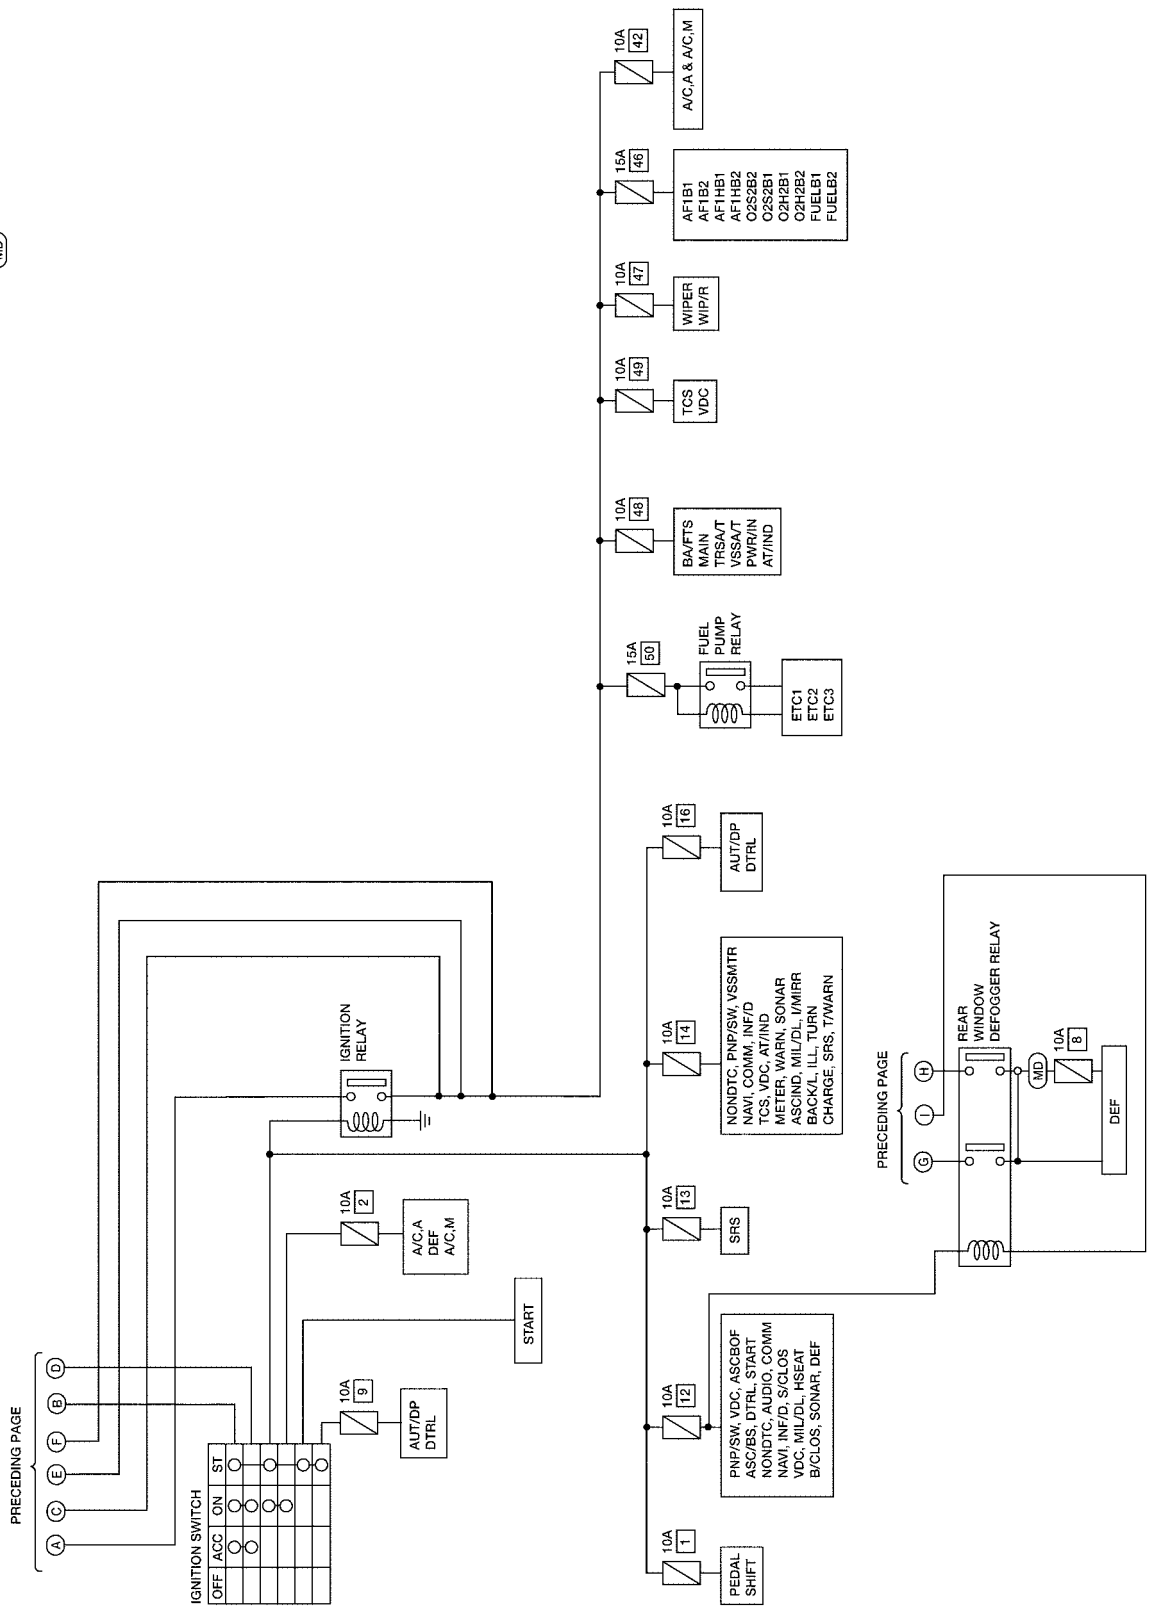 MD
PRECEDING PAGE
A
C
E
F
B
D
IGNITION SWITCH
OFF
ACC
ON
ST
10A
9
AUT/DP
DTRL
START
10A
2
A/C,A
DEF
A/C,M
IGNITION
RELAY
10A
1
PEDAL
SHIFT
10A
12
PNP/SW, VDC, ASCBOF
ASC/BS, DTRL, START
NONDTC, AUDIO, COMM
NAVI, INF/D, S/CLOS
VDC, MIL/DL, HSEAT
B/CLOS, SONAR, DEF
10A
13
SRS
10A
14
NONDTC, PNP/SW, VSSMTR
NAVI, COMM, INF/D
TCS, VDC, AT/IND
METER, WARN, SONAR
ASCIND, MIL/DL, I/MIRR
BACK/L, ILL, TURN
CHARGE, SRS, T/WARN
10A
16
AUT/DP
DTRL
15A
50
FUEL
PUMP
RELAY
ETC1
ETC2
ETC3
10A
48
BA/FTS
MAIN
TRSA/T
VSSA/T
PWR/IN
AT/IND
10A
49
TCS
VDC
10A
47
WIPER
WIP/R
15A
46
AF1B1
AF1B2
AF1HB1
AF1HB2
O2S2B2
O2S2B1
O2H2B1
O2H2B2
FUELB1
FUELB2
10A
42
A/C,A & A/C,M
PRECEDING PAGE
G
I
H
REAR
WINDOW
DEFOGGER RELAY
MD
10A
8
DEF